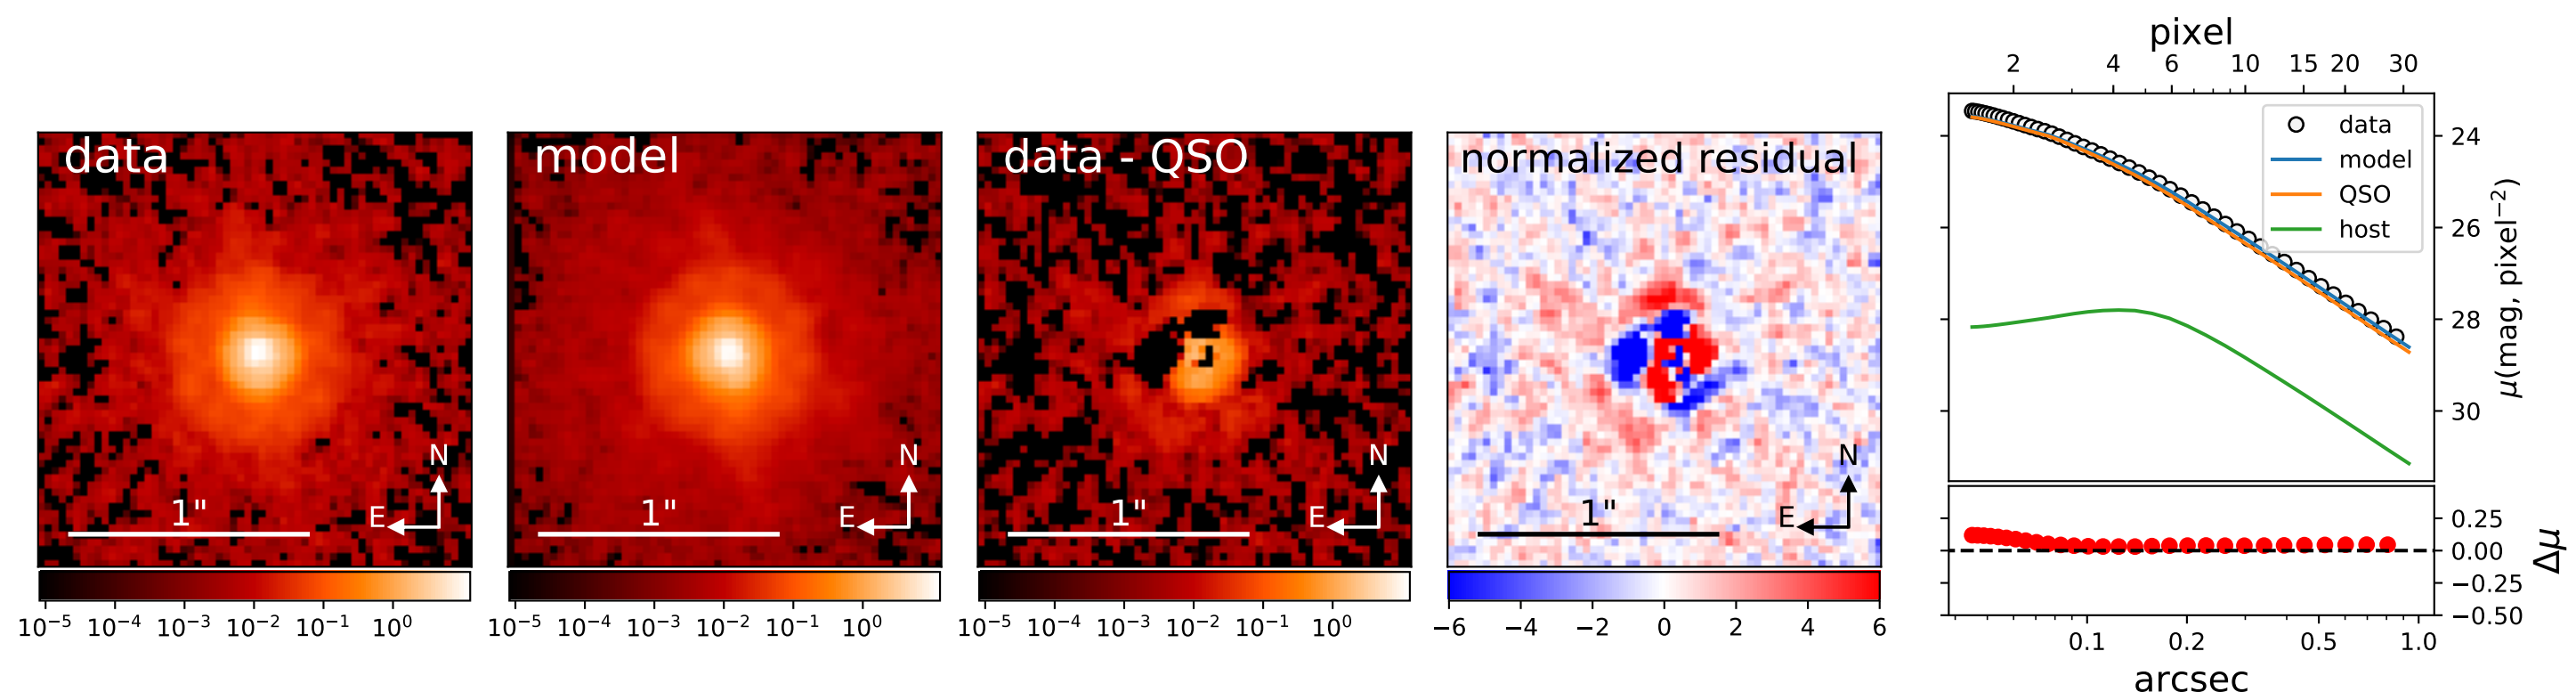 data
N
E
1"
10⁻⁵ 10⁻⁴ 10⁻³ 10⁻² 10⁻¹ 10⁰
model
N
E
1"
10⁻⁵ 10⁻⁴ 10⁻³ 10⁻² 10⁻¹ 10⁰
data - QSO
N
E
1"
10⁻⁵ 10⁻⁴ 10⁻³ 10⁻² 10⁻¹ 10⁰
normalized residual
N
E
1"
−6 −4 −2 0 2 4 6
pixel
2 4 6 10 15 20 30
data
model
QSO
host
24
26
28
30
μ(mag, pixel⁻²)
0.25
0.00
−0.25
−0.50
Δμ
0.1 0.2 0.5 1.0
arcsec